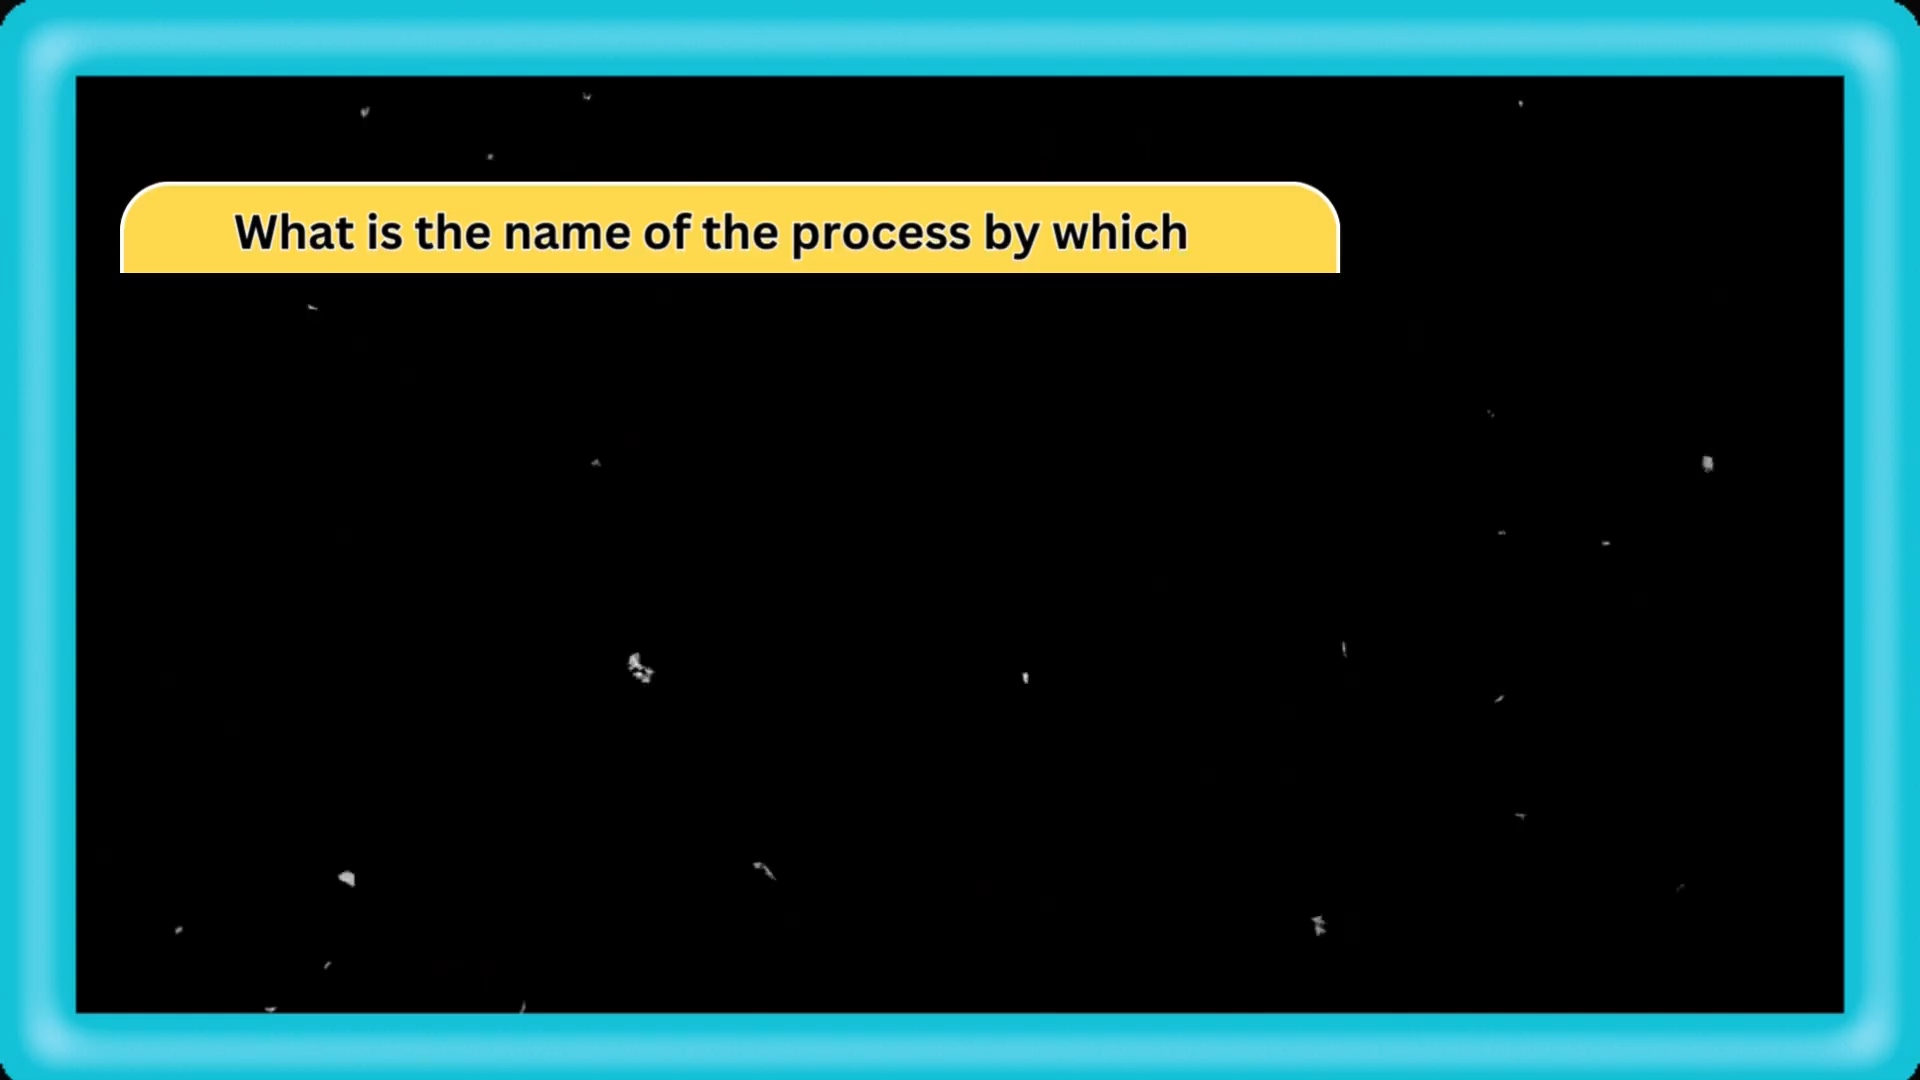 What is the name of the process by which